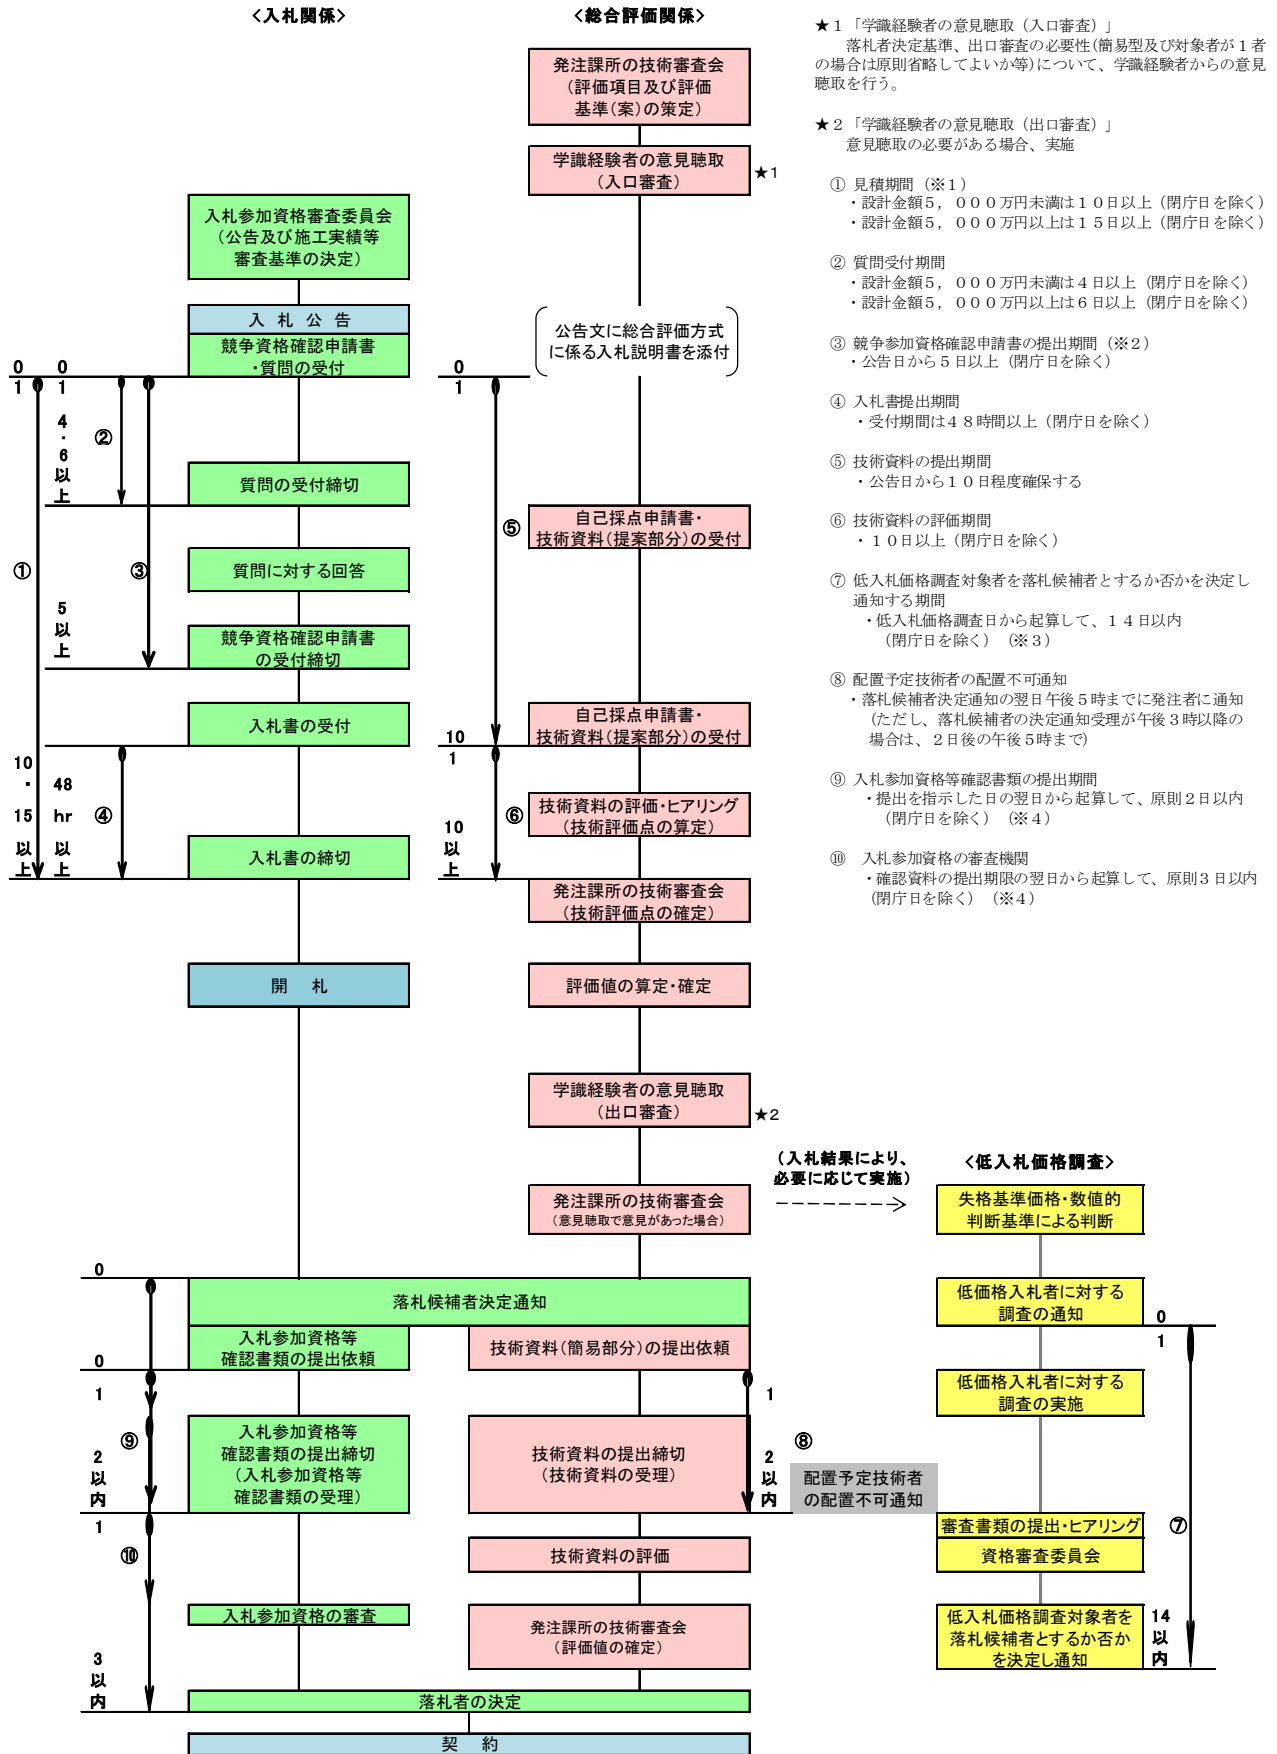 <入札関係>
<総合評価関係>
発注課所の技術審査会
(評価項目及び評価
基準(案)の策定)
学識経験者の意見聴取
(入口審査)
★1
入札参加資格審査委員会
(公告及び施工実績等
審査基準の決定)
入 札 公 告
競争資格確認申請書
・質問の受付
公告文に総合評価方式
に係る入札説明書を添付
0
0
1
1
0
1
4
・
6
以
上
②
質問の受付締切
自己採点申請書・
技術資料(提案部分)の受付
⑤
①
③
質問に対する回答
5
以
上
競争資格確認申請書
の受付締切
入札書の受付
自己採点申請書・
技術資料(提案部分)の受付
10
1
10
・
15
以
上
48
hr
以
上
④
技術資料の評価・ヒアリング
(技術評価点の算定)
⑥
10
以
上
入札書の締切
発注課所の技術審査会
(技術評価点の確定)
開 札
評価値の算定・確定
学識経験者の意見聴取
(出口審査)
★2
(入札結果により、
必要に応じて実施)
<低入札価格調査>
発注課所の技術審査会
(意見聴取で意見があった場合)
失格基準価格・数値的
判断基準による判断
0
落札候補者決定通知
低価格入札者に対する
調査の通知
0
1
入札参加資格等
確認書類の提出依頼
技術資料(簡易部分)の提出依頼
0
1
1
低価格入札者に対する
調査の実施
⑨
2
以
内
入札参加資格等
確認書類の提出締切
(入札参加資格等
確認書類の受理)
技術資料の提出締切
(技術資料の受理)
2
以
内
⑧
配置予定技術者
の配置不可通知
1
⑩
審査書類の提出・ヒアリング
資格審査委員会
⑦
技術資料の評価
入札参加資格の審査
発注課所の技術審査会
(評価値の確定)
低入札価格調査対象者を
落札候補者とするか否か
を決定し通知
14
以
内
3
以
内
落札者の決定
契 約
★1「学識経験者の意見聴取(入口審査)」
落札者決定基準、出口審査の必要性(簡易型及び対象者が1者
の場合は原則省略してよいか等)について、学識経験者からの意見
聴取を行う。
★2「学識経験者の意見聴取(出口審査)」
意見聴取の必要がある場合、実施
① 見積期間(※1)
・設計金額5,000万円未満は10日以上(閉庁日を除く)
・設計金額5,000万円以上は15日以上(閉庁日を除く)
② 質問受付期間
・設計金額5,000万円未満は4日以上(閉庁日を除く)
・設計金額5,000万円以上は6日以上(閉庁日を除く)
③ 競争参加資格確認申請書の提出期間(※2)
・公告日から5日以上(閉庁日を除く)
④ 入札書提出期間
・受付期間は48時間以上(閉庁日を除く)
⑤ 技術資料の提出期間
・公告日から10日程度確保する
⑥ 技術資料の評価期間
・10日以上(閉庁日を除く)
⑦ 低入札価格調査対象者を落札候補者とするか否かを決定し
通知する期間
・低入札価格調査日から起算して、14日以内
(閉庁日を除く)(※3)
⑧ 配置予定技術者の配置不可通知
・落札候補者決定通知の翌日午後5時までに発注者に通知
(ただし、落札候補者の決定通知受理が午後3時以降の
場合は、2日後の午後5時まで)
⑨ 入札参加資格等確認書類の提出期間
・提出を指示した日の翌日から起算して、原則2日以内
(閉庁日を除く)(※4)
⑩ 入札参加資格の審査機関
・確認資料の提出期限の翌日から起算して、原則3日以内
(閉庁日を除く)(※4)